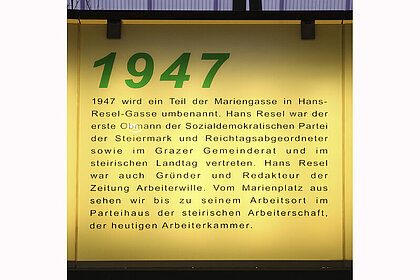 1947
1947 wird ein Teil der Mariengasse in Hans-
Resel-Gasse umbenannt. Hans Resel war der
erste Obmann der Sozialdemokratischen Partei
der Steiermark und Reichtagsabgeordneter
sowie im Grazer Gemeinderat und im
steirischen Landtag vertreten. Hans Resel
war auch Gründer und Redakteur der
Zeitung Arbeiterwille. Vom Marienplatz aus
sehen wir bis zu seinem Arbeitsort im
Parteihaus der steirischen Arbeiterschaft,
der heutigen Arbeiterkammer.